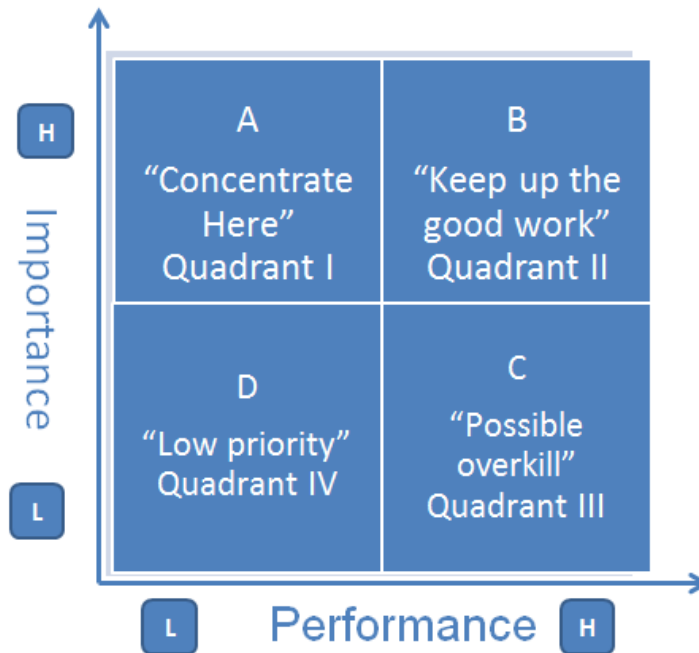 H
Importance
L
A
“Concentrate
Here”
Quadrant I
B
“Keep up the
good work”
Quadrant II
D
“Low priority”
Quadrant IV
C
“Possible
overkill”
Quadrant III
L
Performance
H